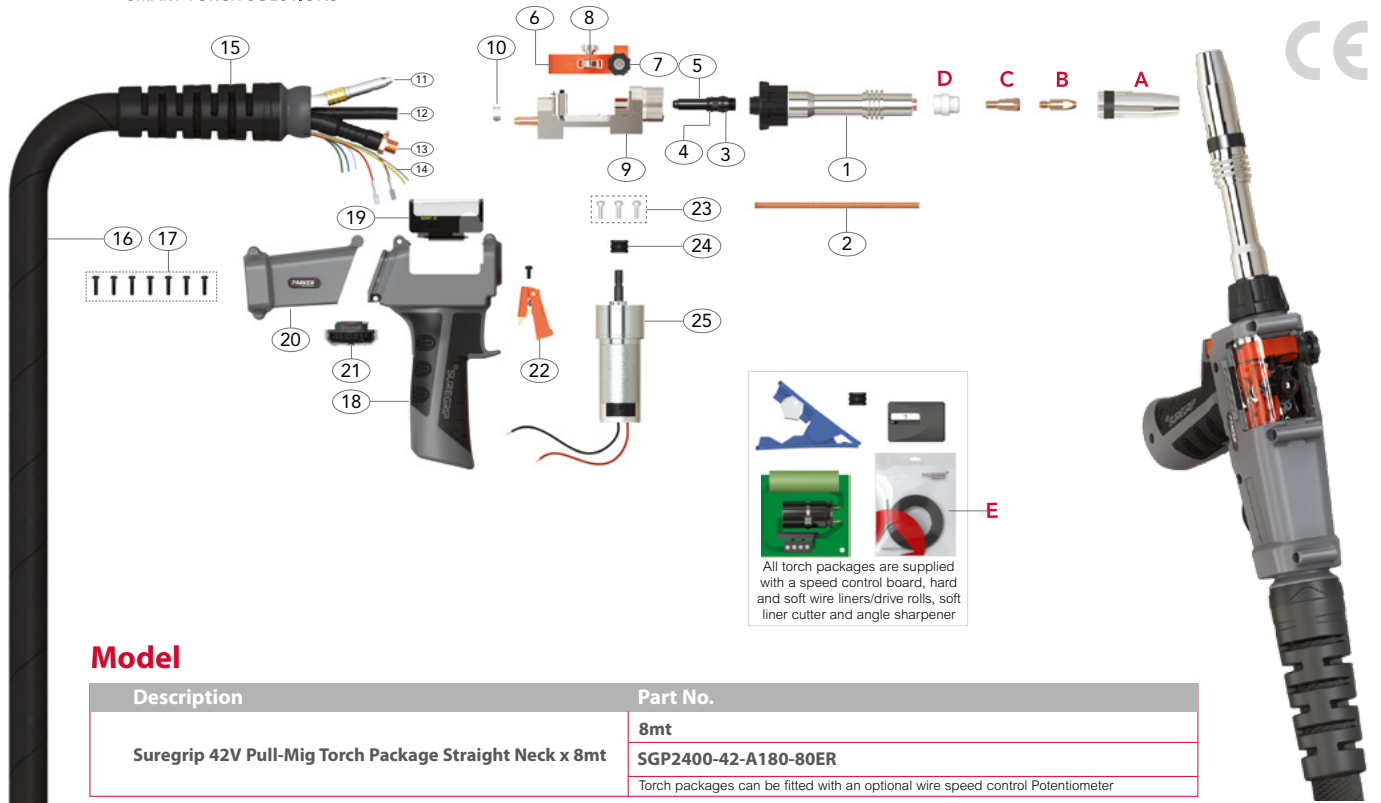 6
8
10
15
5
7
D
C
B
A
11
12
13
14
4
3
9
1
19
23
2
16
17
24
PARKER
20
25
21
22
18
SUREGRIP
SUREGRIP
PARKER
E
All torch packages are supplied
with a speed control board, hard
and soft wire liners/drive rolls, soft
liner cutter and angle sharpener
CE
Model
Description Part No.
Suregrip 42V Pull-Mig Torch Package Straight Neck x 8mt
8mt
SGP2400-42-A180-80ER
Torch packages can be fitted with an optional wire speed control Potentiometer